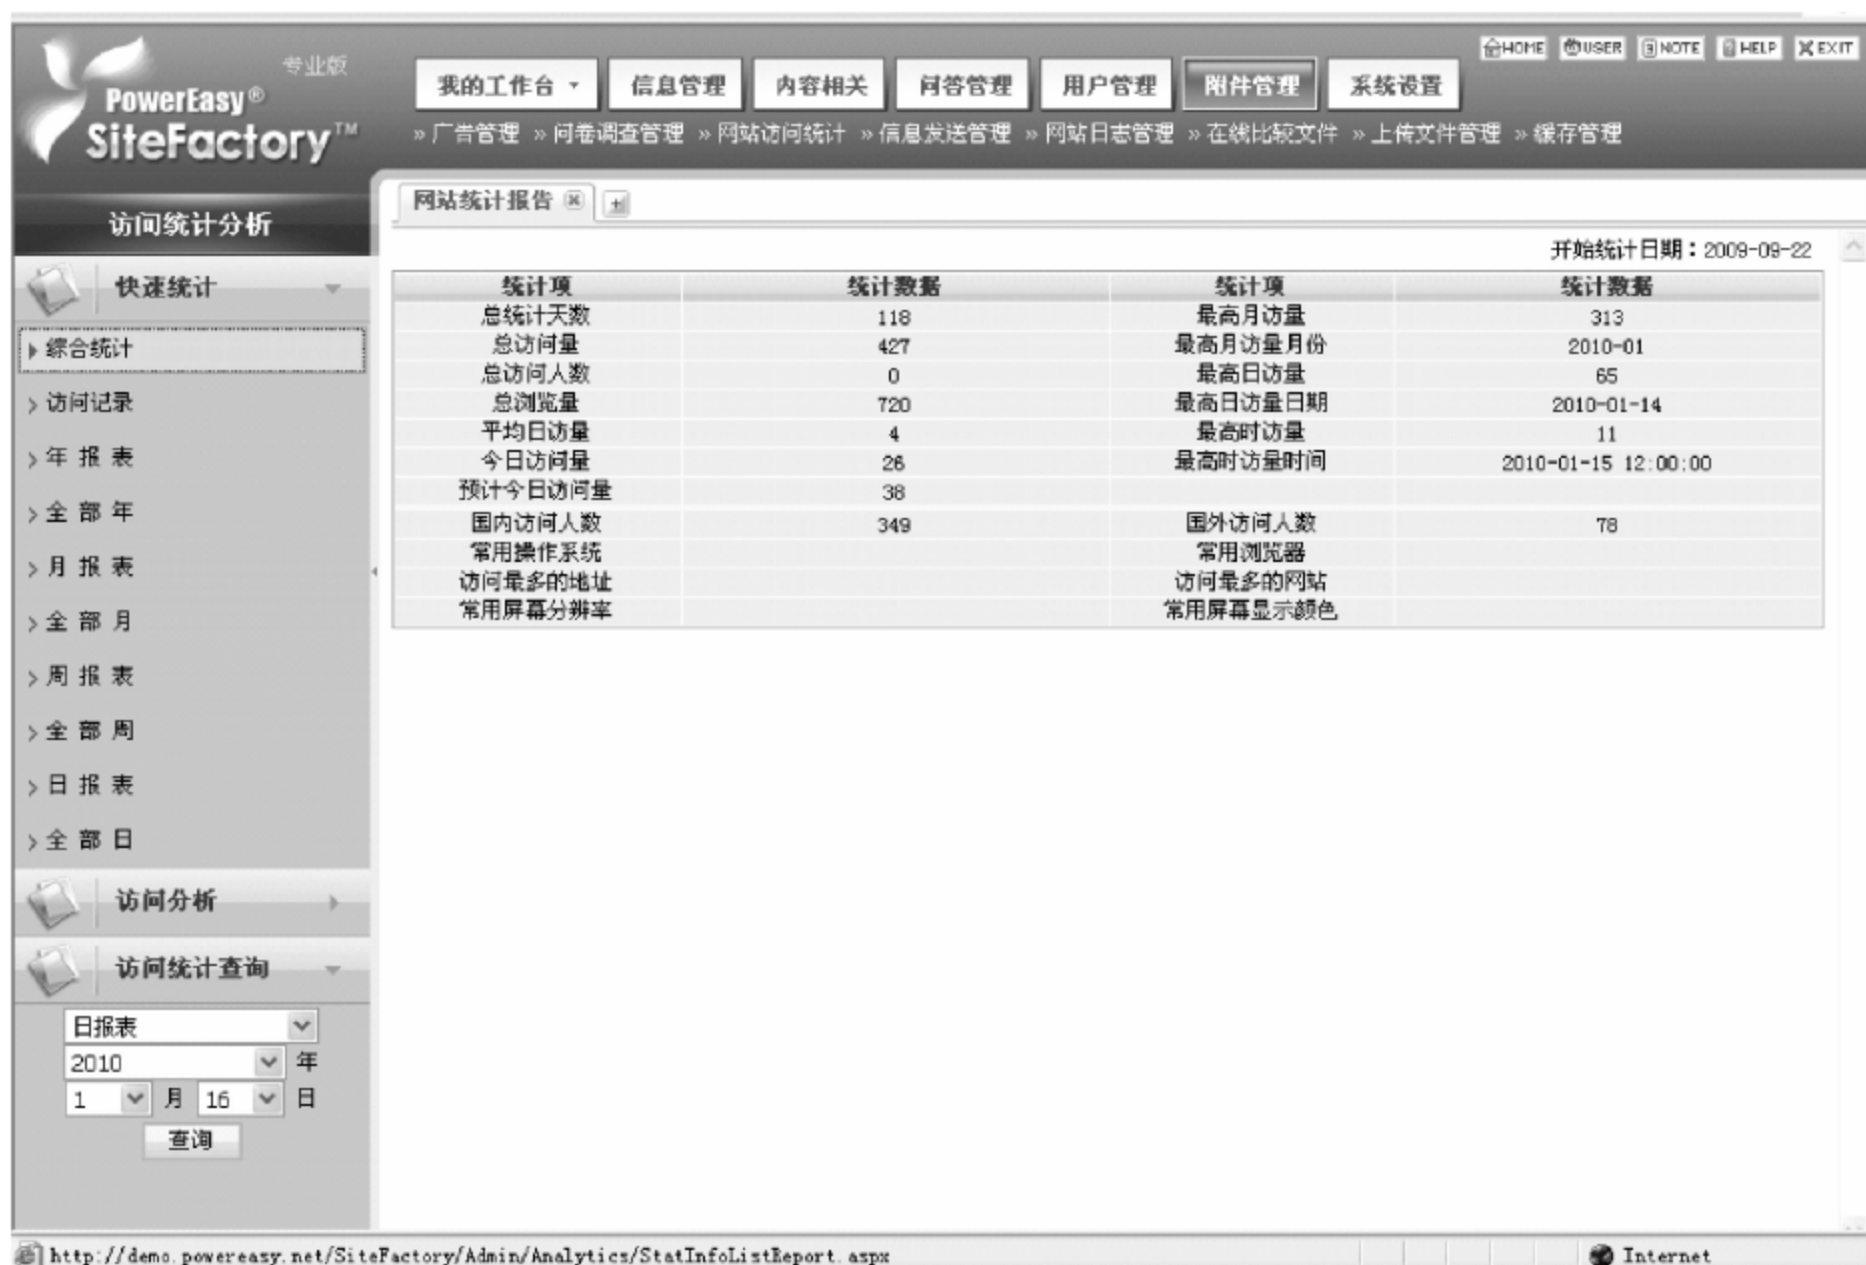 HOME USER NOTE HELP EXIT
专业版
PowerEasy®
SiteFactory™
我的工作台 信息管理 内容相关 问答管理 用户管理 附件管理 系统设置
» 广告管理 » 问卷调查管理 » 网站访问统计 » 信息发送管理 » 网站日志管理 » 在线比较文件 » 上传文件管理 » 缓存管理
访问统计分析
快速统计
综合统计
访问记录
年 报 表
全 部 年
月 报 表
全 部 月
周 报 表
全 部 周
日 报 表
全 部 日
访问分析
访问统计查询
日报表
2010 年
1 月 16 日
查询
网站统计报告
开始统计日期:2009-09-22
统计项 统计数据 统计项 统计数据
总统计天数 118 最高月访量 313
总访问量 427 最高月访量月份 2010-01
总访问人数 0 最高日访量 65
总浏览量 720 最高日访量日期 2010-01-14
平均日访量 4 最高时访量 11
今日访问量 26 最高时访量时间 2010-01-15 12:00:00
预计今日访问量 38
国内访问人数 349 国外访问人数 78
常用操作系统 常用浏览器
访问最多的地址 访问最多的网站
常用屏幕分辨率 常用屏幕显示颜色
http://demo.powereasy.net/SiteFactory/Admin/Analytics/StatInfoListReport.aspx Internet